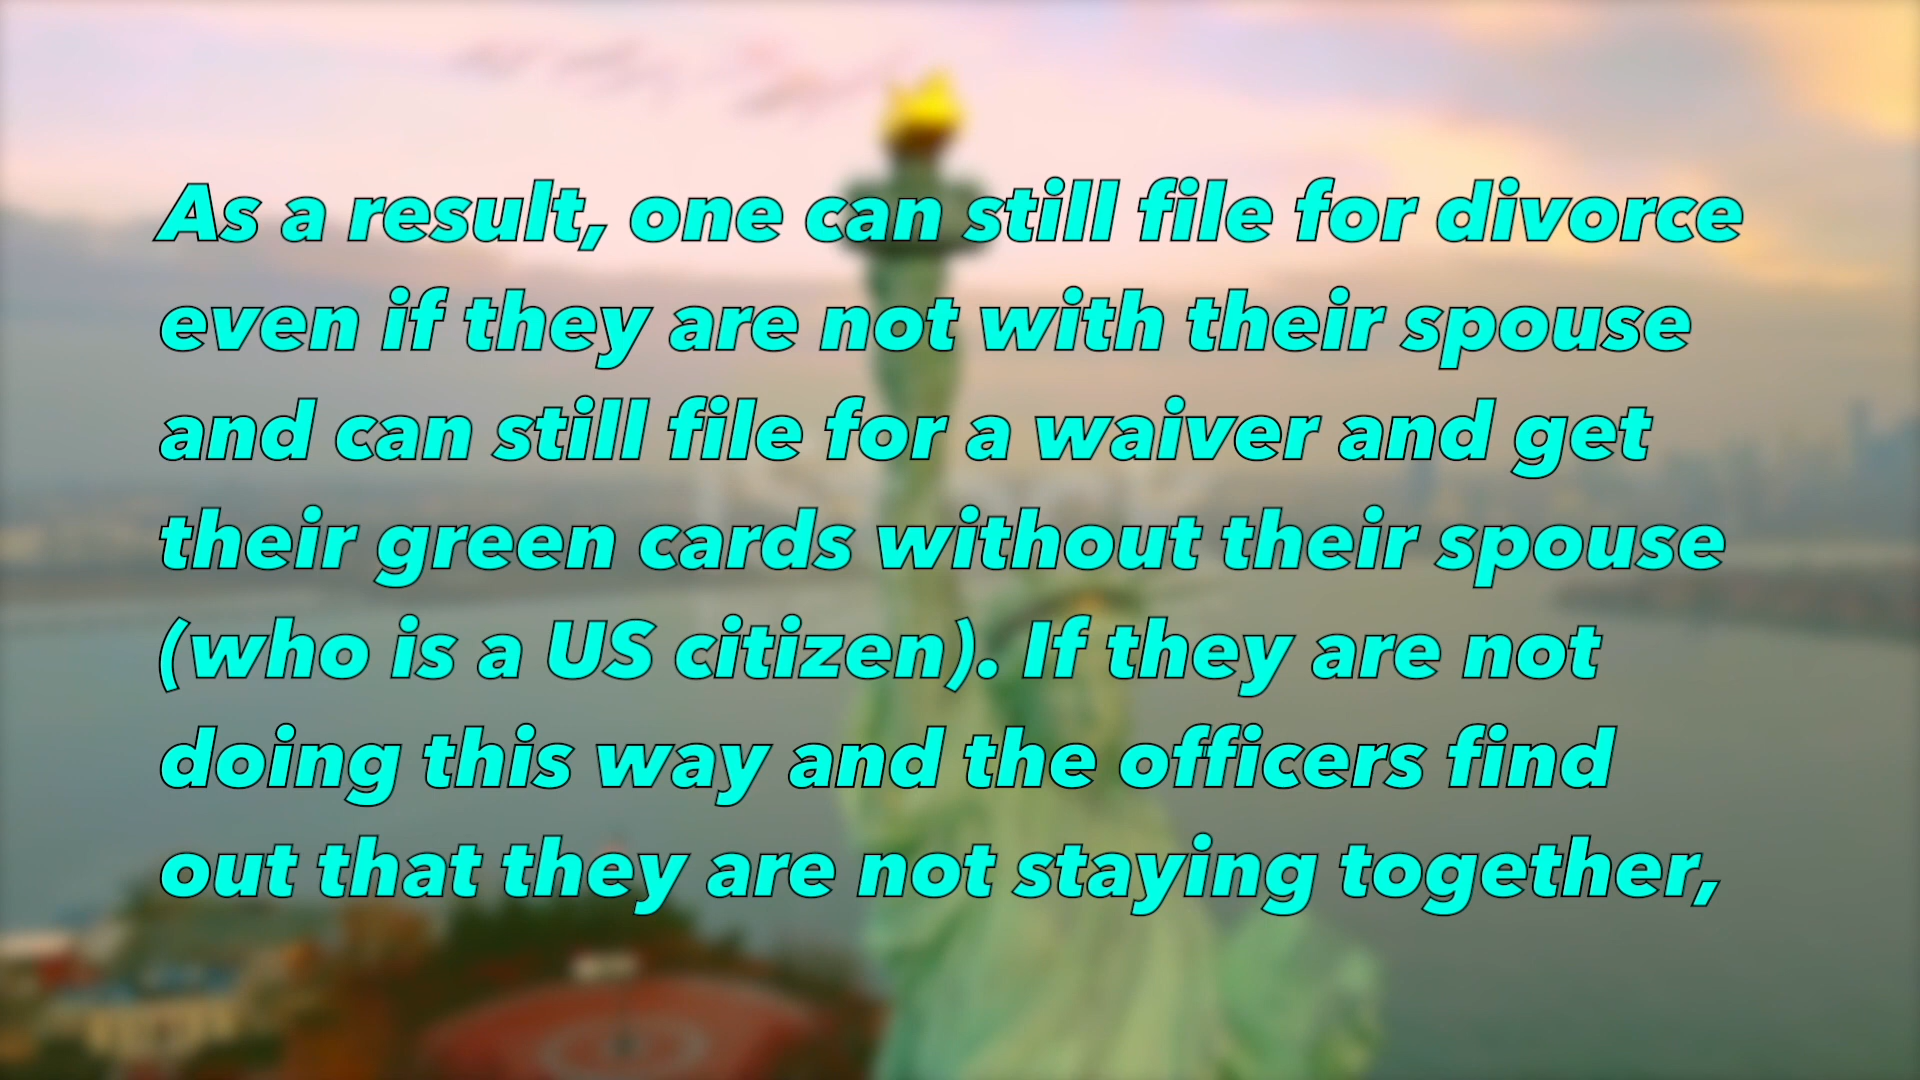 As a result, one can still file for divorce
even if they are not with their spouse
and can still file for a waiver and get
their green cards without their spouse
(who is a US citizen). If they are not
doing this way and the officers find
out that they are not staying together,